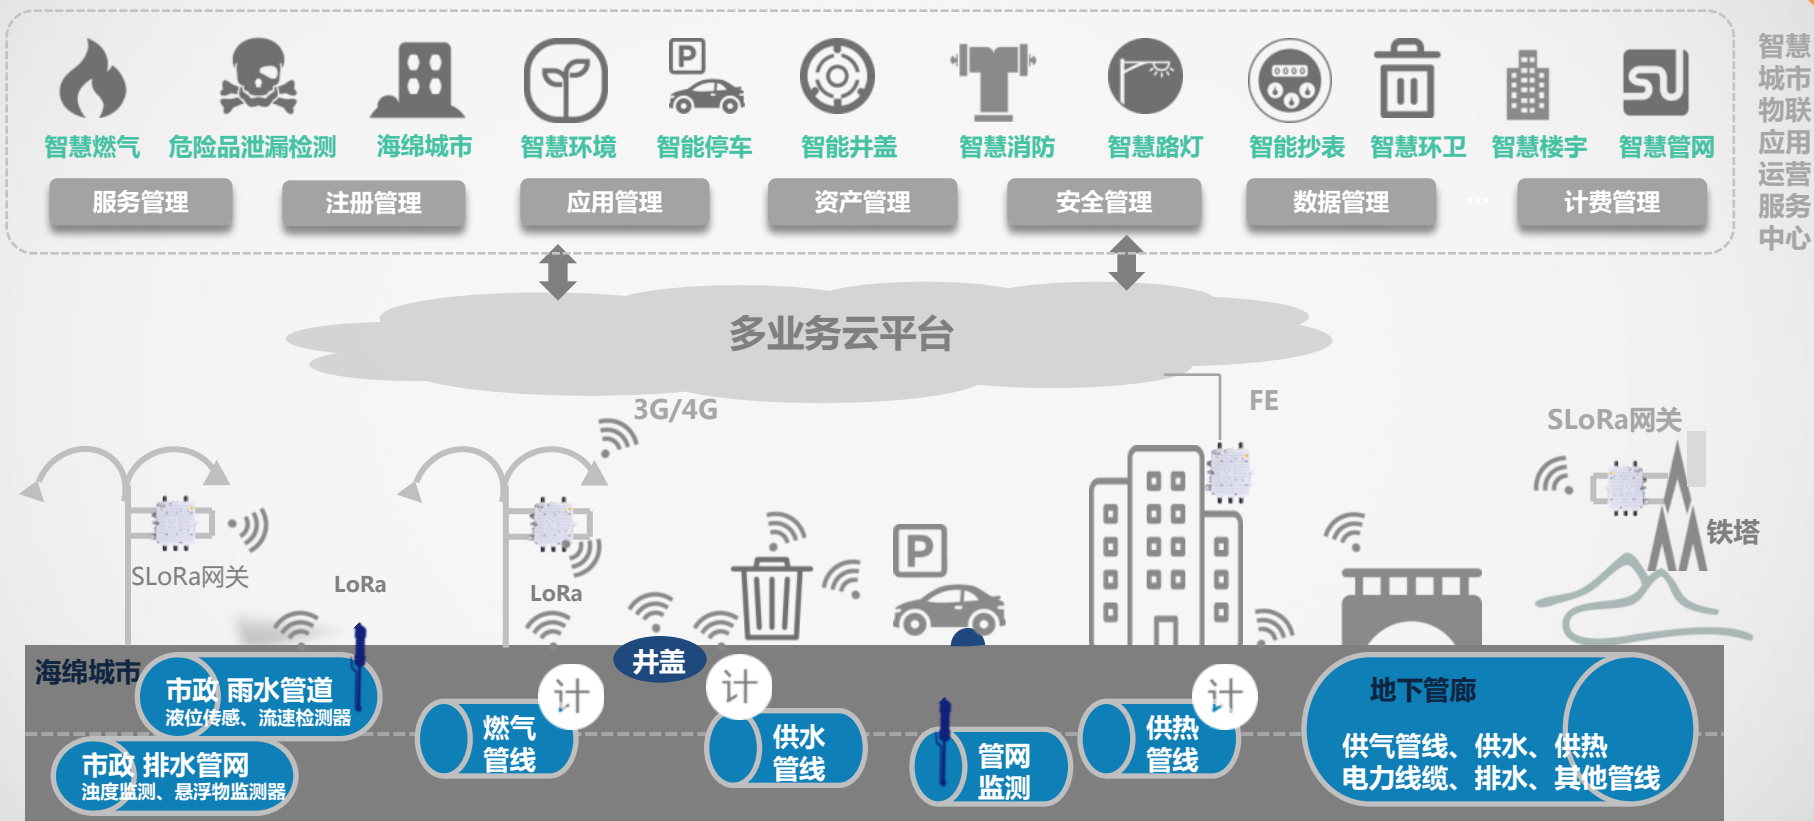 智慧燃气 危险品泄漏检测 海绵城市 智慧环境 智能停车 智能井盖 智慧消防 智慧路灯 智能抄表 智慧环卫 智慧楼宇 智慧管网
服务管理 注册管理 应用管理 资产管理 安全管理 数据管理 ... 计费管理
智慧
城市
物联
应用
运营
服务
中心
多业务云平台
3G/4G
FE
SLoRa网关
铁塔
SLoRa网关
LoRa
LoRa
P
P
海绵城市
市政 雨水管道
液位传感、流速检测器
市政 排水管网
浊度监测、悬浮物监测器
燃气
管线
计
井盖
计
供水
管线
管网
监测
供热
管线
计
地下管廊
供气管线、供水、供热
电力线缆、排水、其他管线